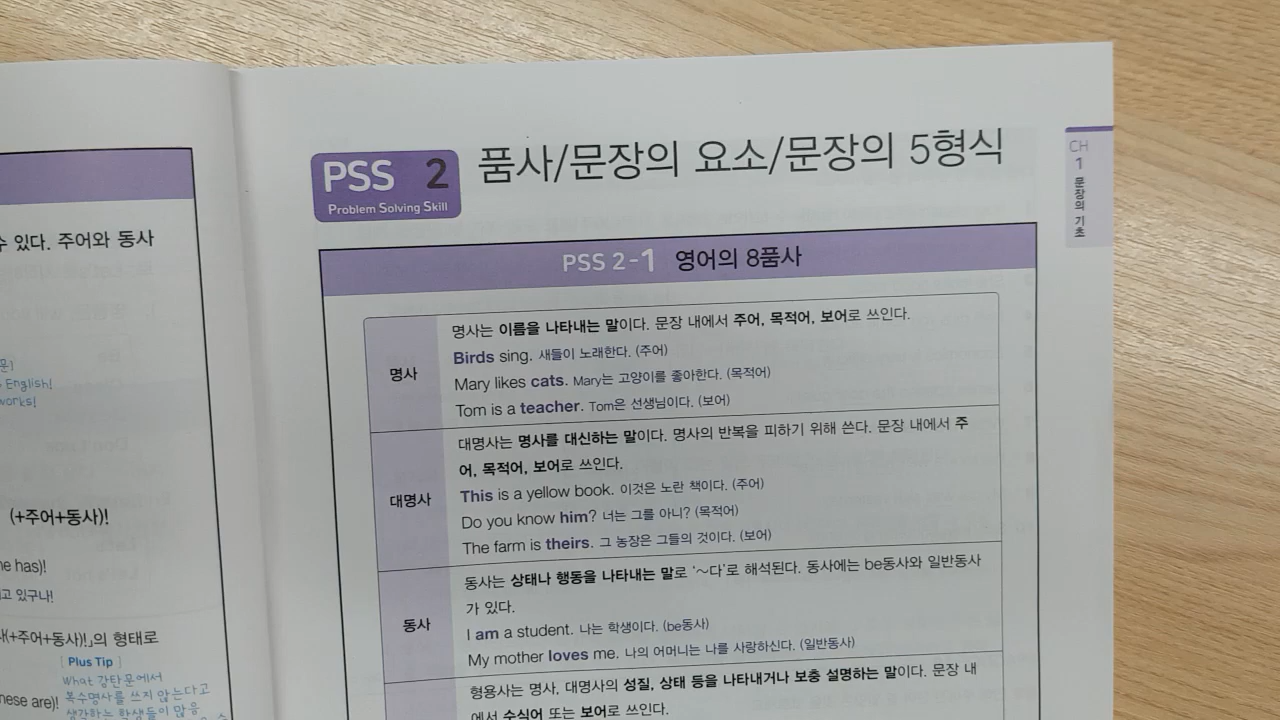 수 있다. 주어와 동사
English!
works!
(+주어+동사)!
he has)!
고 있구나!
사(+주어+동사)!」의 형태로
[ Plus Tip ]
What 감탄문에서
these are)! 복수명사를 쓰지 않는다고
생각하는 학생들이 많음
PSS 2
Problem Solving Skill
품사/문장의 요소/문장의 5형식
CH
1
문장의 기초
PSS 2-1 영어의 8품사
명사
명사는 이름을 나타내는 말이다. 문장 내에서 주어, 목적어, 보어로 쓰인다.
Birds sing. 새들이 노래한다. (주어)
Mary likes cats. Mary는 고양이를 좋아한다. (목적어)
Tom is a teacher. Tom은 선생님이다. (보어)
대명사
대명사는 명사를 대신하는 말이다. 명사의 반복을 피하기 위해 쓴다. 문장 내에서 주
어, 목적어, 보어로 쓰인다.
This is a yellow book. 이것은 노란 책이다. (주어)
Do you know him? 너는 그를 아니? (목적어)
The farm is theirs. 그 농장은 그들의 것이다. (보어)
동사
동사는 상태나 행동을 나타내는 말로 '~다'로 해석된다. 동사에는 be동사와 일반동사
가 있다.
I am a student. 나는 학생이다. (be동사)
My mother loves me. 나의 어머니는 나를 사랑하신다. (일반동사)
형용사는 명사, 대명사의 성질, 상태 등을 나타내거나 보충 설명하는 말이다. 문장 내
에서 수식어 또는 보어로 쓰인다.